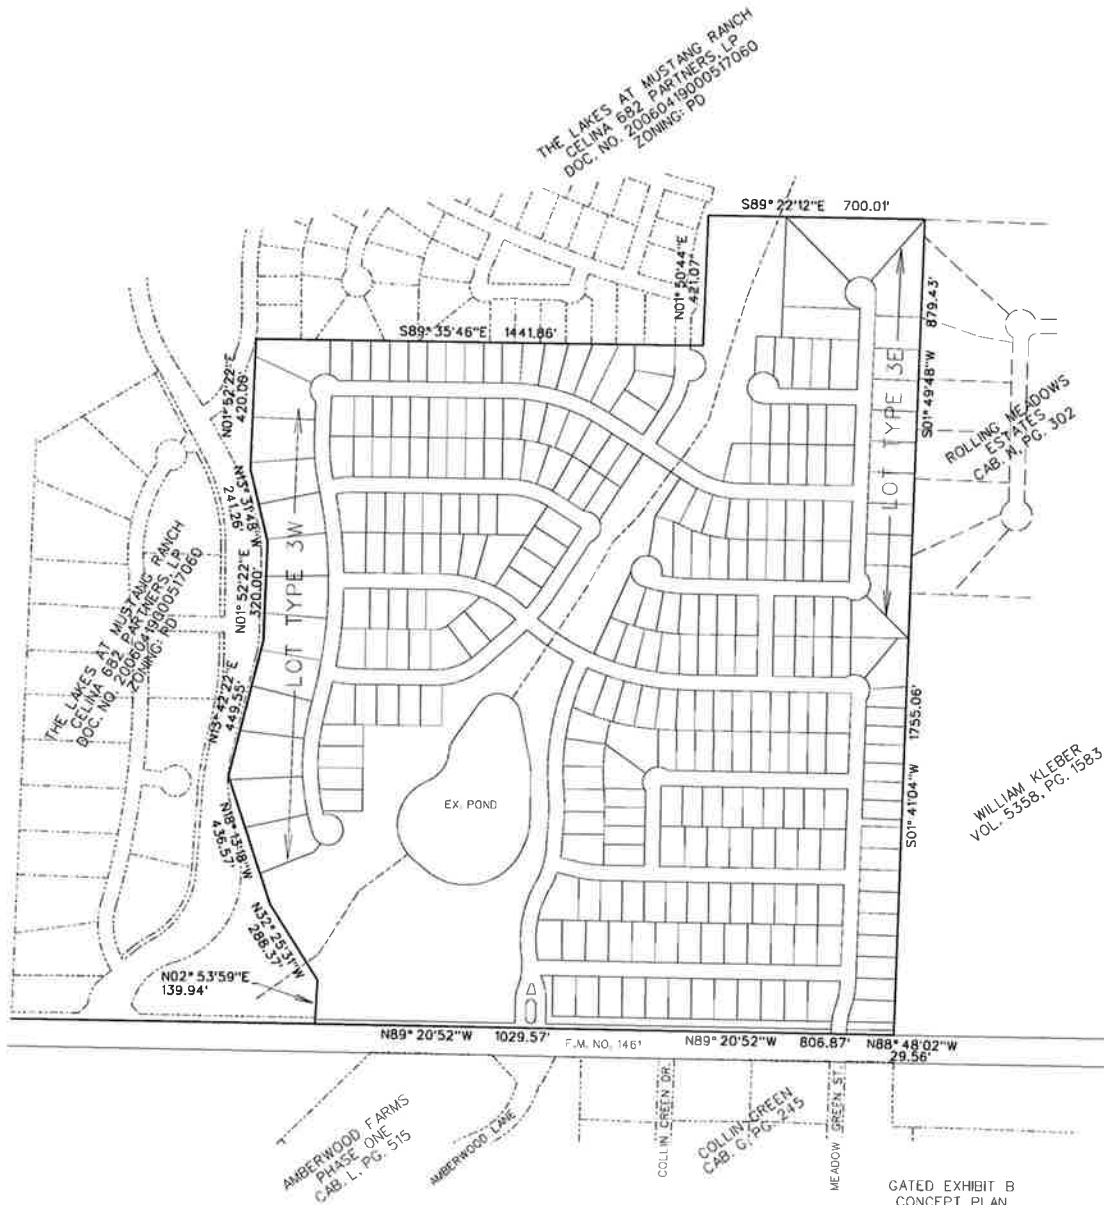 THE LAKES AT MUSTANG RANCH
CELINA 682 PARTNERS, LP
DOC. NO. 20060419000517060
ZONING: PD
S89° 22'12"E 700.01'
N01° 50'44"E
421.07'
S89° 35'46"E 1441.86'
879.43'
S01° 49'48"W
N01° 52'22"E
420.09'
LOT TYPE 3E
ROLLING MEADOWS
ESTATES
CAB. N, PG. 302
N13° 31'48"W
241.26'
LOT TYPE 3W
N01° 52'22"E
320.00'
THE LAKES AT MUSTANG RANCH
CELINA 682 PARTNERS, LP
DOC. NO. 20060419000517060
ZONING: PD
N13° 42'22"E
449.55'
1755.06'
S01° 41'04"W
WILLIAM KLEBER
VOL. 5358, PG. 1583
EX. POND
N18° 13'18"W
436.57'
N32° 25'31"W
288.37'
N02° 53'59"E
139.94'
N89° 20'52"W 1029.57'
F.M. NO. 1461
N89° 20'52"W 806.87'
N88° 48'02"W
29.56'
AMBERWOOD FARMS
PHASE ONE
CAB. L, PG. 515
AMBERWOOD LANE
COLLIN GREEN DR.
COLLIN GREEN
CAB. G, PG. 245
MEADOW GREEN ST.
GATED EXHIBIT B
CONCEPT PLAN